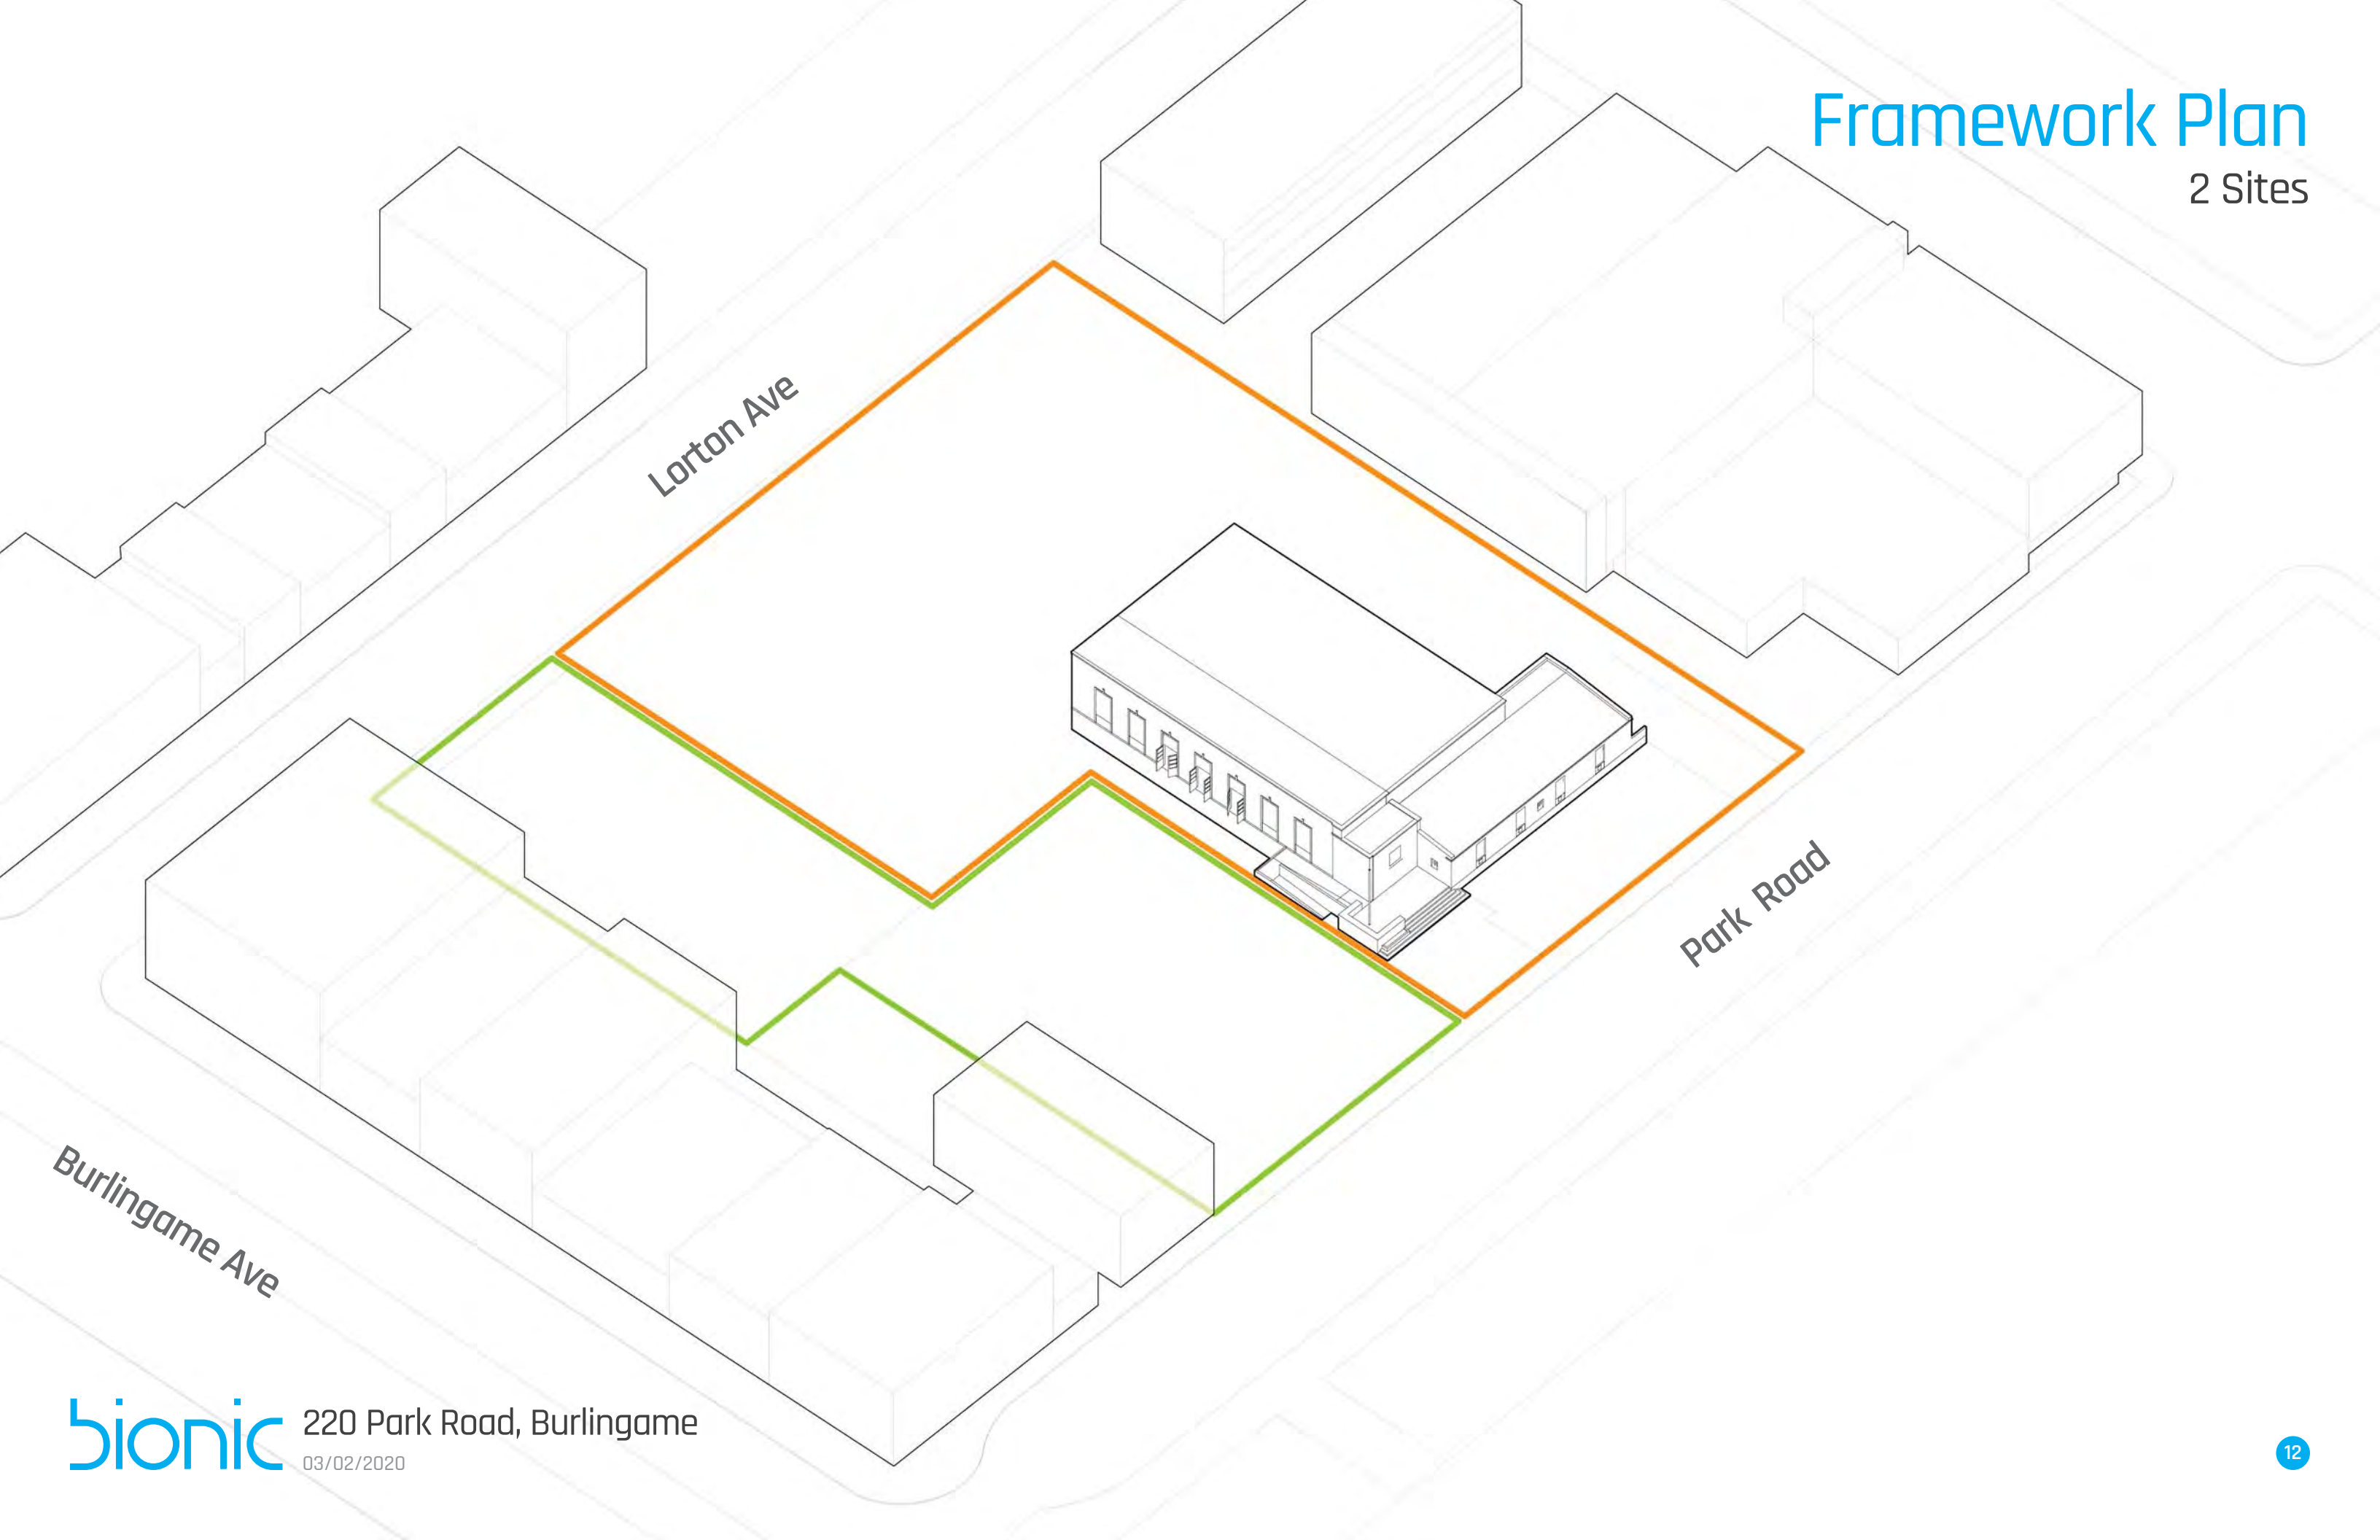 Framework Plan
2 Sites
Lorton Ave
Park Road
Burlingame Ave
bionic
220 Park Road, Burlingame
03/02/2020
12